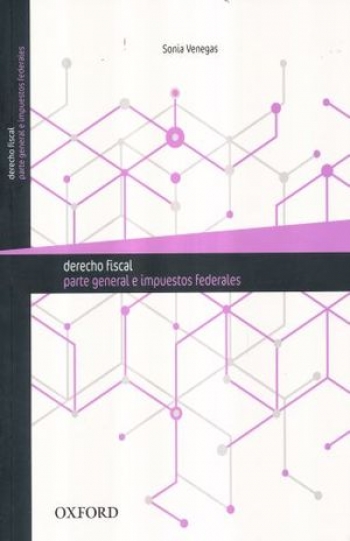 Sonia Venegas
derecho fiscal
parte general e impuestos federales
derecho fiscal
parte general e impuestos federales
OXFORD